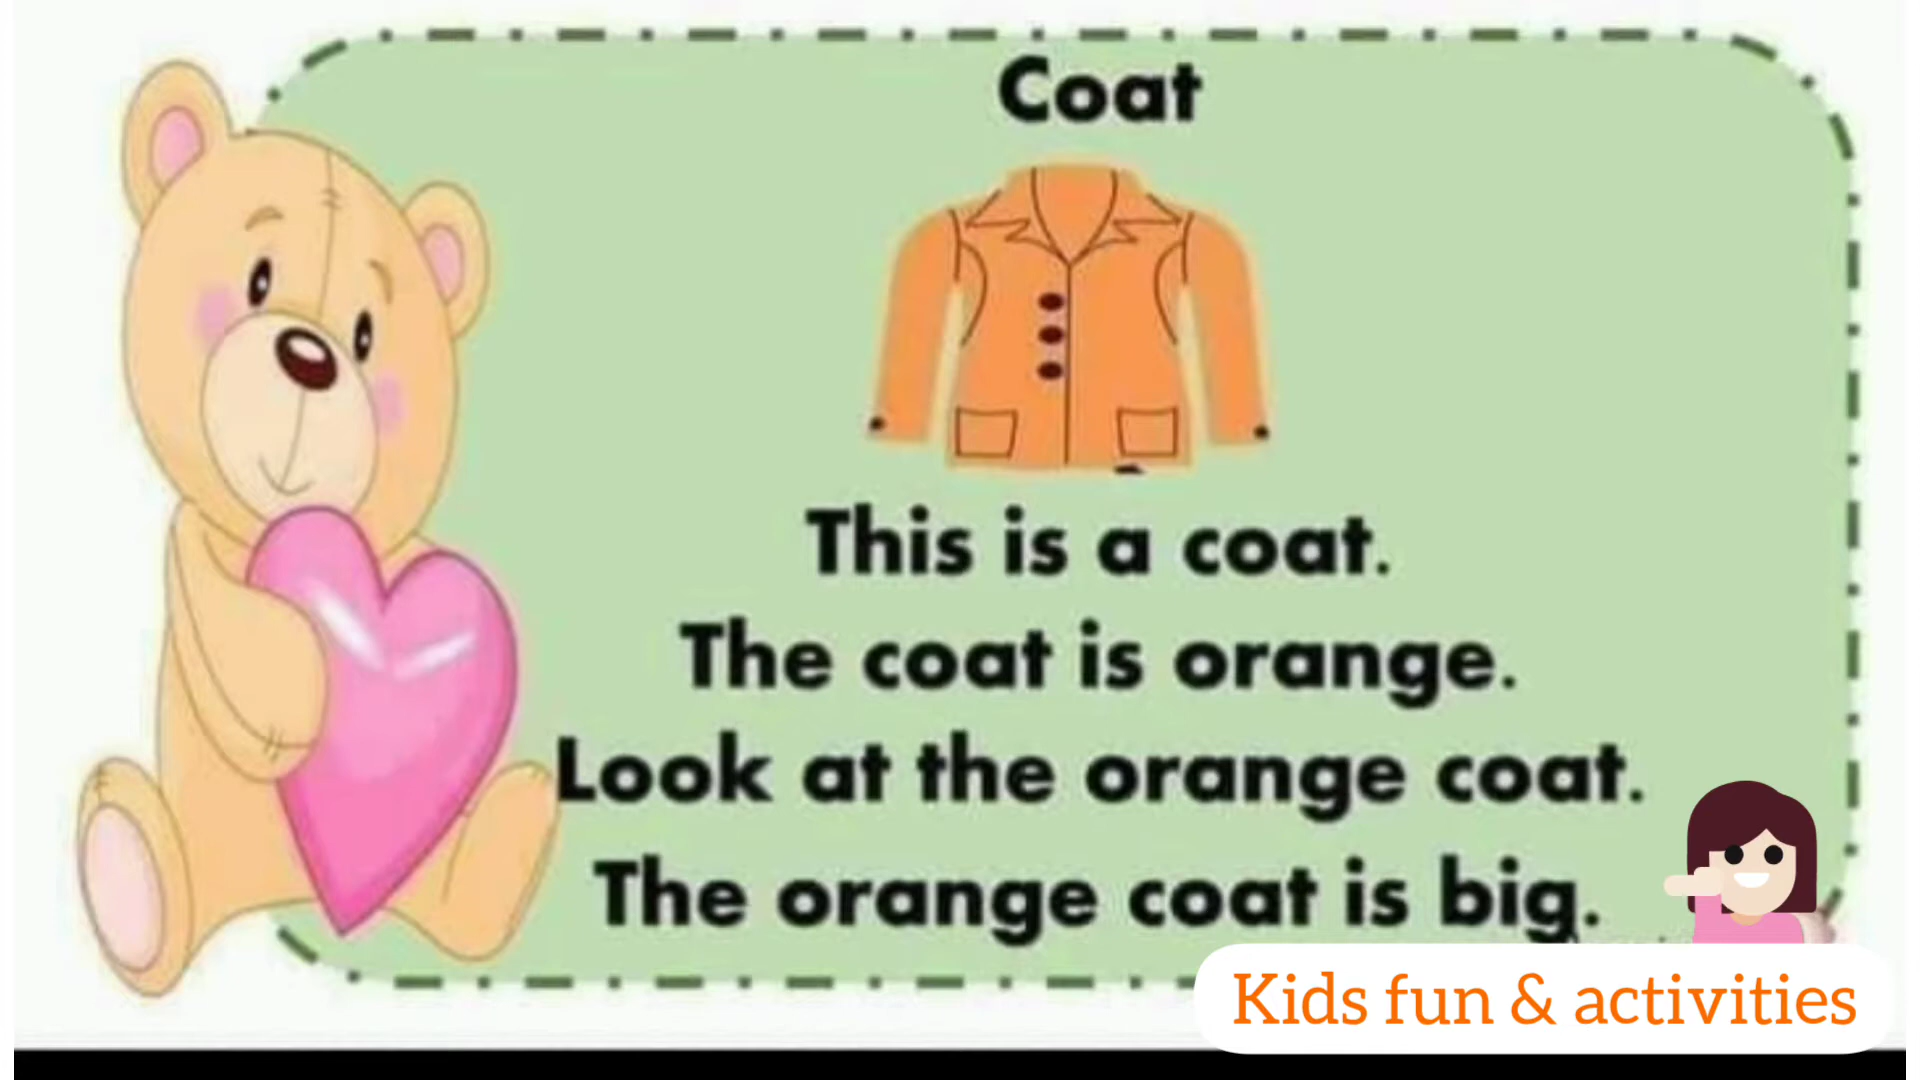 Coat
This is a coat.
The coat is orange.
Look at the orange coat.
The orange coat is big.
Kids fun & activities